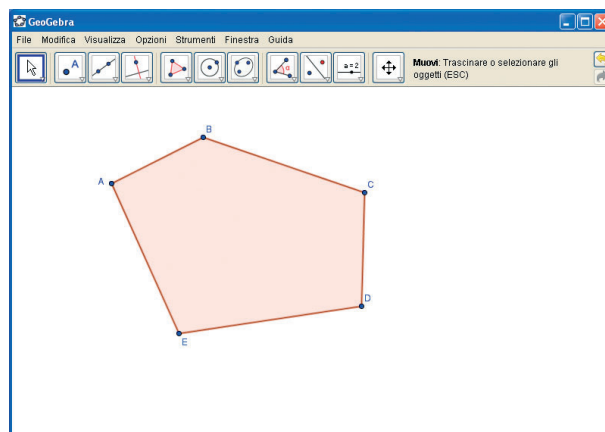 GeoGebra
File Modifica Visualizza Opzioni Strumenti Finestra Guida
A
a=2
α
Muovi: Trascinare o selezionare gli
oggetti (ESC)
B
A
C
D
E